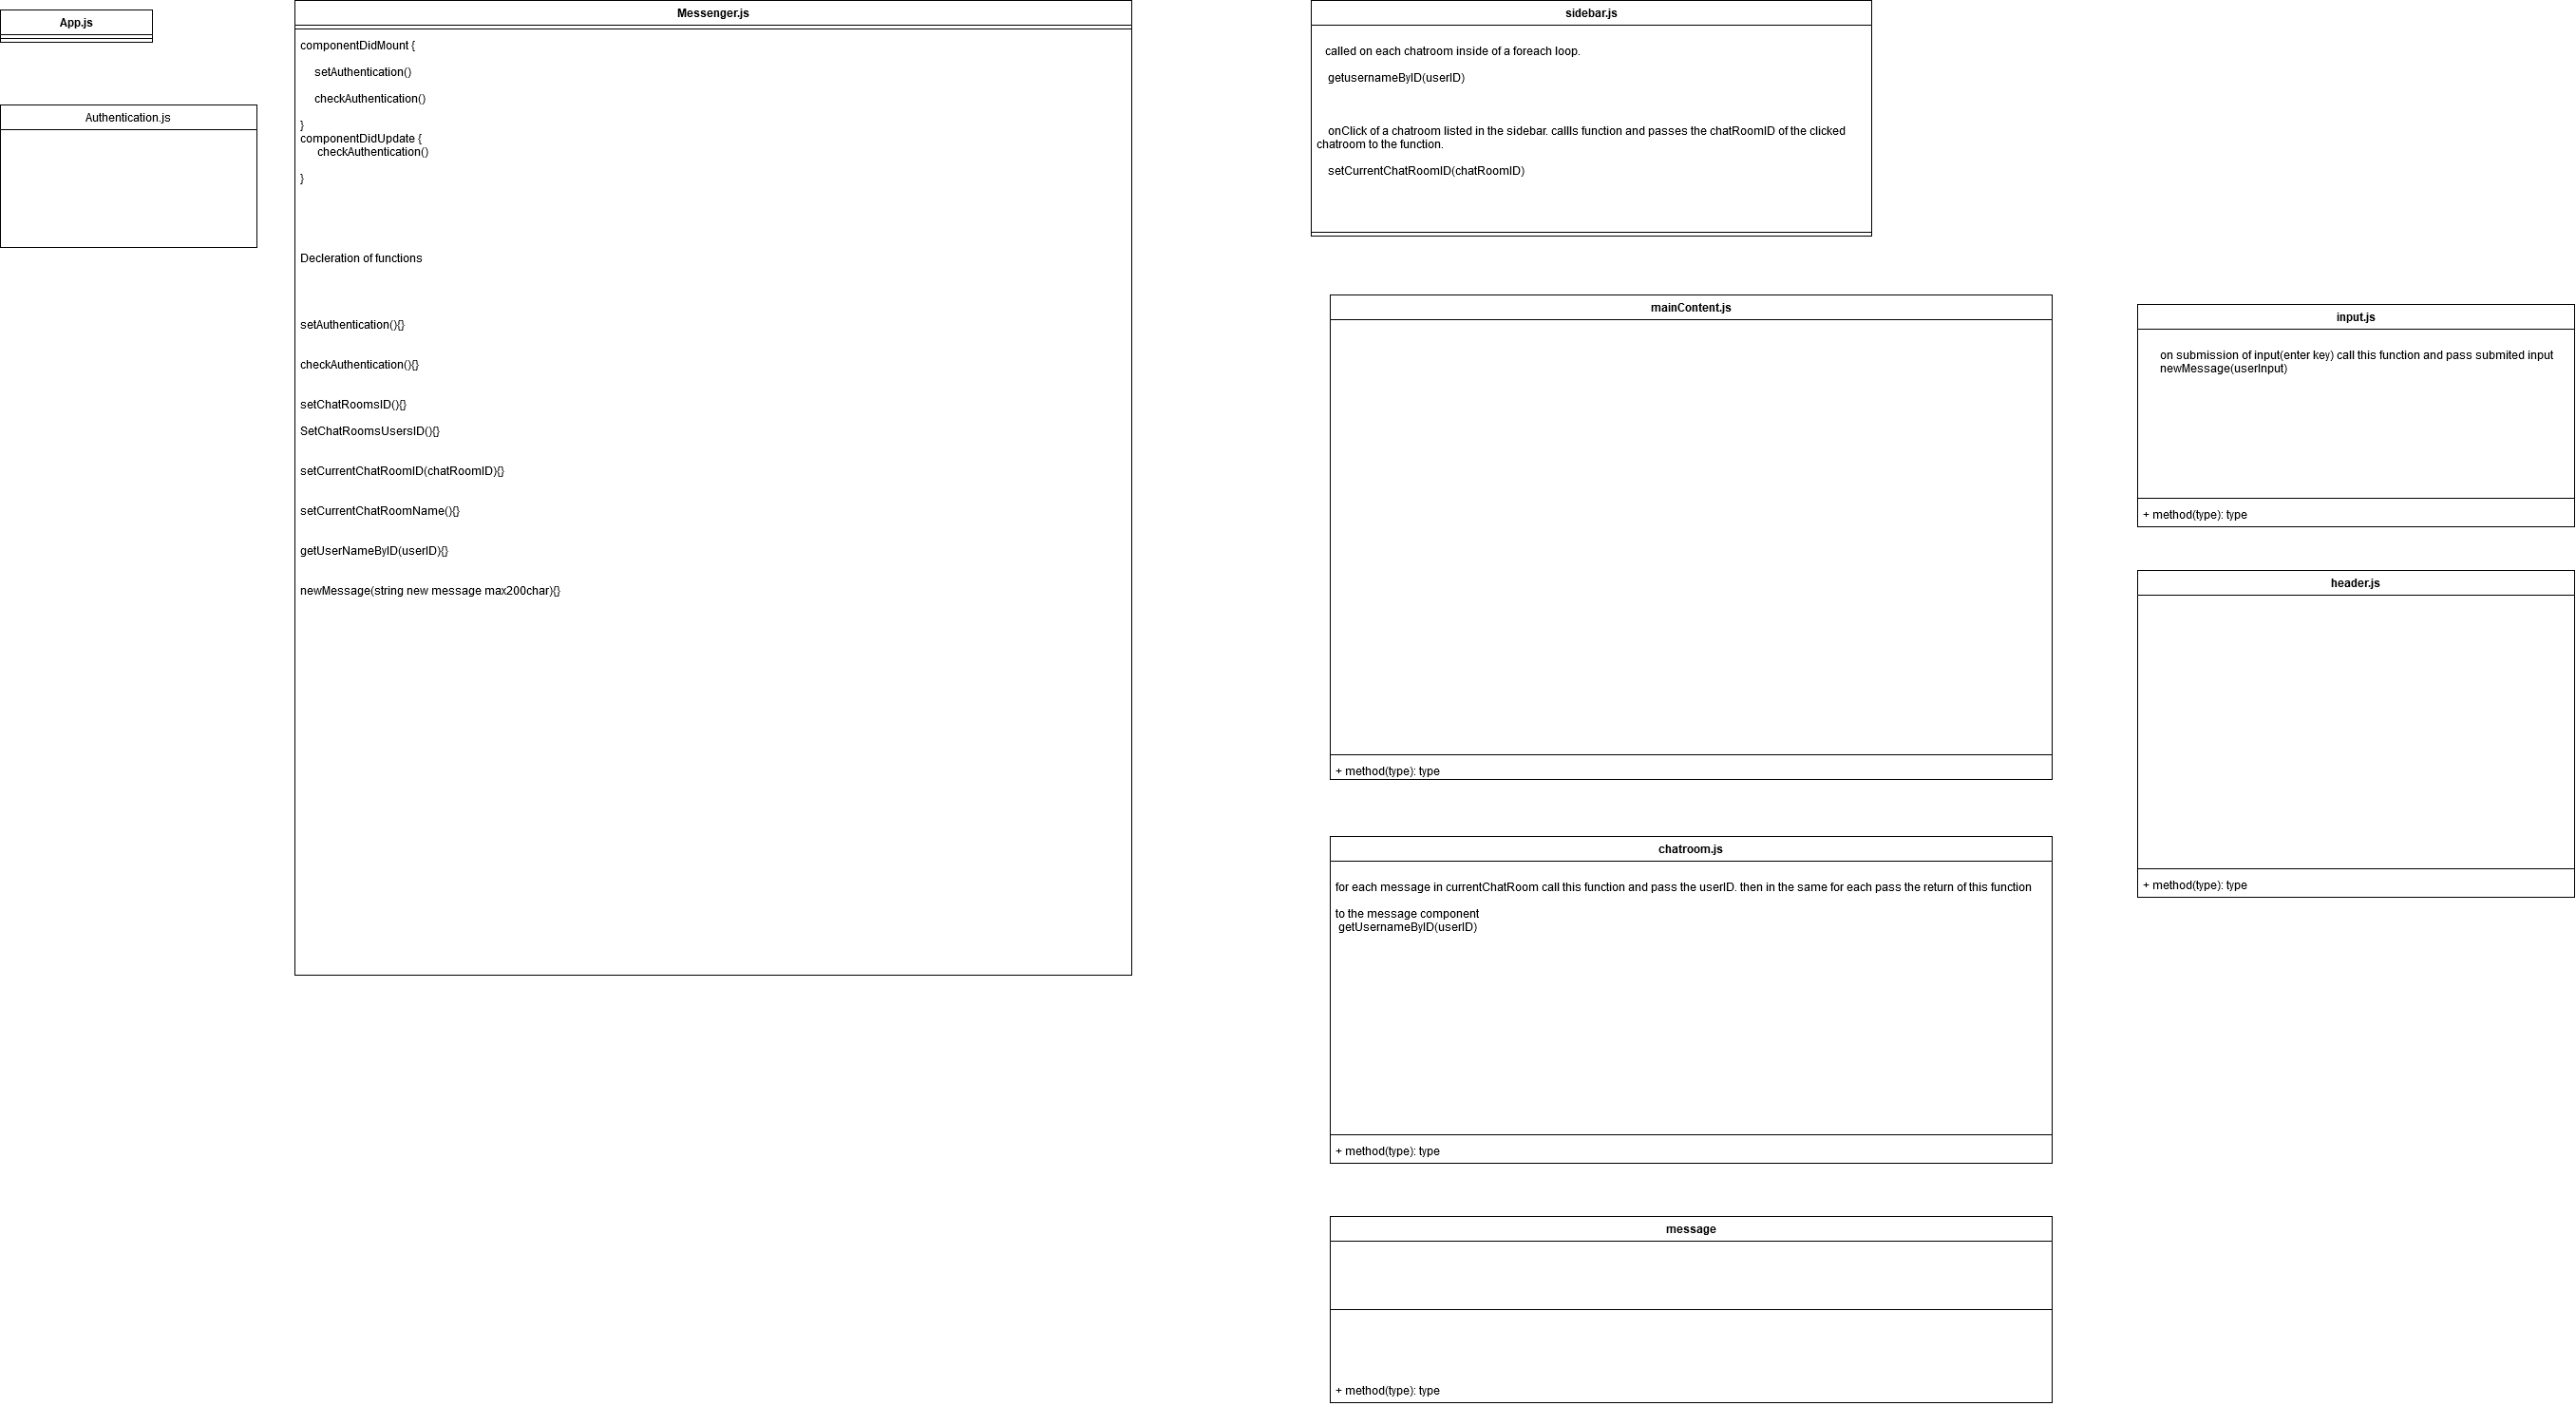 App.js
Authentication.js
Messenger.js
componentDidMount {
setAuthentication()
checkAuthentication()
}
componentDidUpdate {
checkAuthentication()
}
Decleration of functions
setAuthentication(){}
checkAuthentication(){}
setChatRoomsID(){}
SetChatRoomsUsersID(){}
setCurrentChatRoomID(chatRoomID){}
setCurrentChatRoomName(){}
getUserNameByID(userID){}
newMessage(string new message max200char){}
sidebar.js
called on each chatroom inside of a foreach loop.
getusernameByID(userID)
onClick of a chatroom listed in the sidebar. callls function and passes the chatRoomID of the clicked
chatroom to the function.
setCurrentChatRoomID(chatRoomID)
mainContent.js
+ method(type): type
input.js
on submission of input(enter key) call this function and pass submited input
newMessage(userInput)
+ method(type): type
header.js
+ method(type): type
chatroom.js
for each message in currentChatRoom call this function and pass the userID. then in the same for each pass the return of this function
to the message component
getUsernameByID(userID)
+ method(type): type
message
+ method(type): type